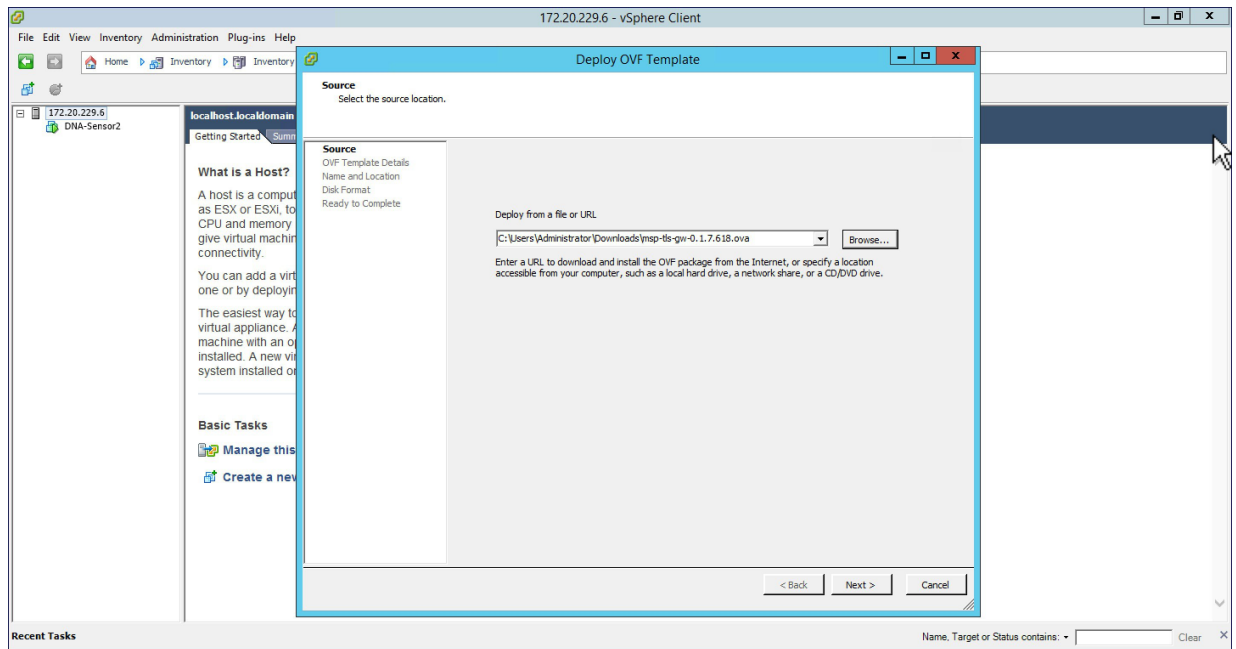 172.20.229.6 - vSphere Client
File Edit View Inventory Administration Plug-ins Help
Home Inventory Inventory
172.20.229.6
DNA-Sensor2
localhost.localdomain
Getting Started
What is a Host?
A host is a comput
as ESX or ESXi, to
CPU and memory
give virtual machin
connectivity.
You can add a virt
one or by deployin
The easiest way to
virtual appliance. A
machine with an op
installed. A new vir
system installed or
Basic Tasks
Manage this
Create a new
Deploy OVF Template
Source
Select the source location.
Source
OVF Template Details
Name and Location
Disk Format
Ready to Complete
Deploy from a file or URL
C:\Users\Administrator\Downloads\msp-tls-gw-0.1.7.618.ova Browse...
Enter a URL to download and install the OVF package from the Internet, or specify a location
accessible from your computer, such as a local hard drive, a network share, or a CD/DVD drive.
< Back Next > Cancel
Recent Tasks Name, Target or Status contains: Clear